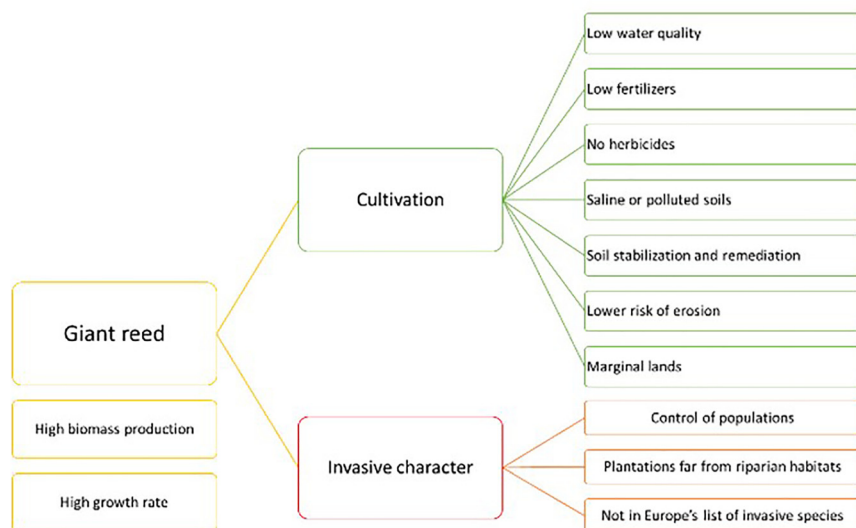 Giant reed
High biomass production
High growth rate
Cultivation
Low water quality
Low fertilizers
No herbicides
Saline or polluted soils
Soil stabilization and remediation
Lower risk of erosion
Marginal lands
Invasive character
Control of populations
Plantations far from riparian habitats
Not in Europe's list of invasive species